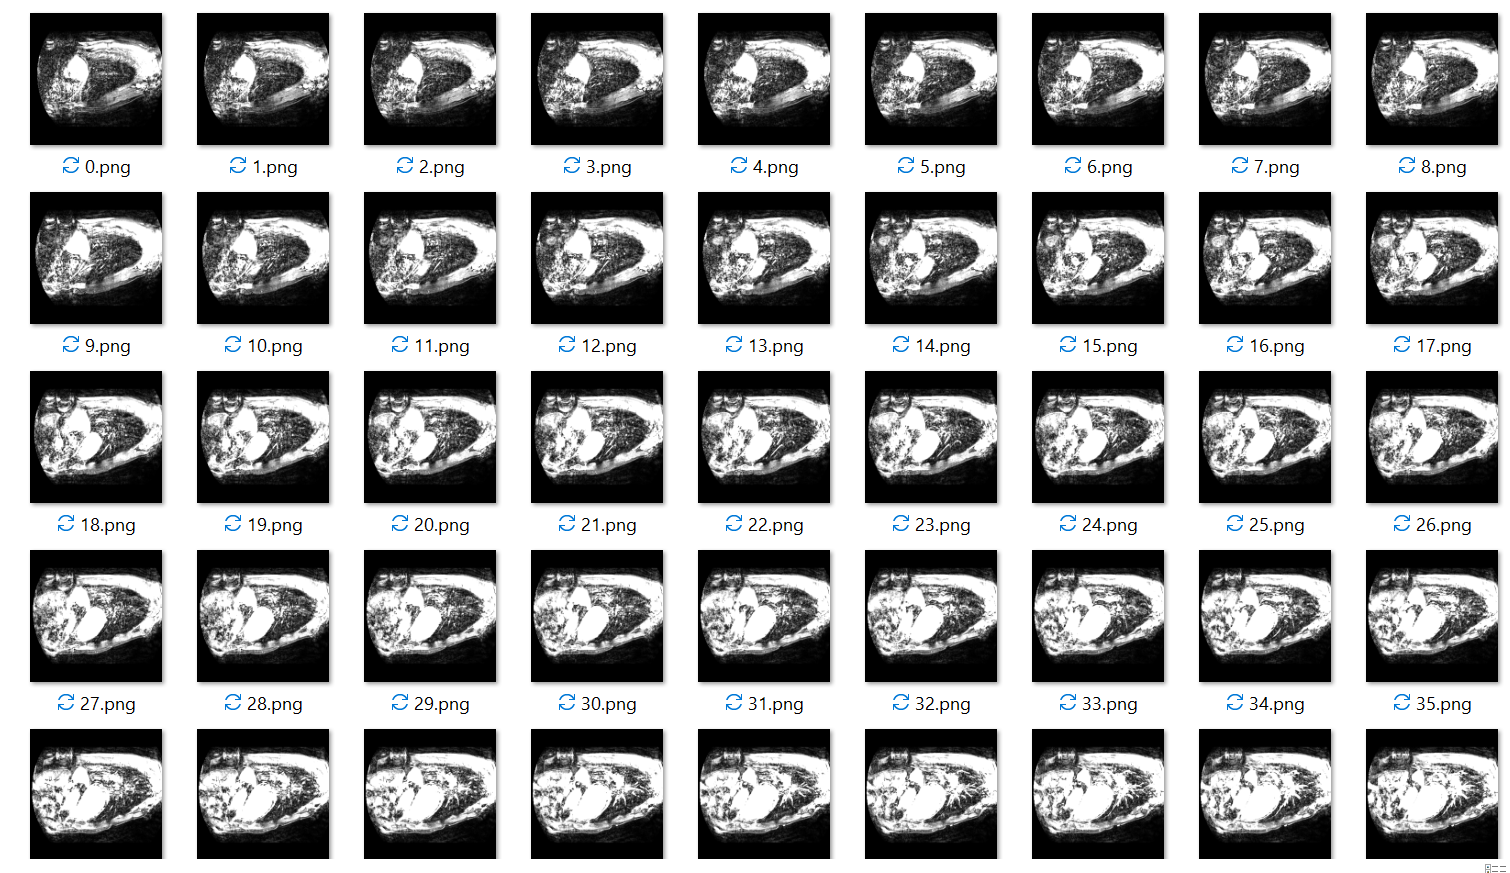 0.png 1.png 2.png 3.png 4.png 5.png 6.png 7.png 8.png
9.png 10.png 11.png 12.png 13.png 14.png 15.png 16.png 17.png
18.png 19.png 20.png 21.png 22.png 23.png 24.png 25.png 26.png
27.png 28.png 29.png 30.png 31.png 32.png 33.png 34.png 35.png